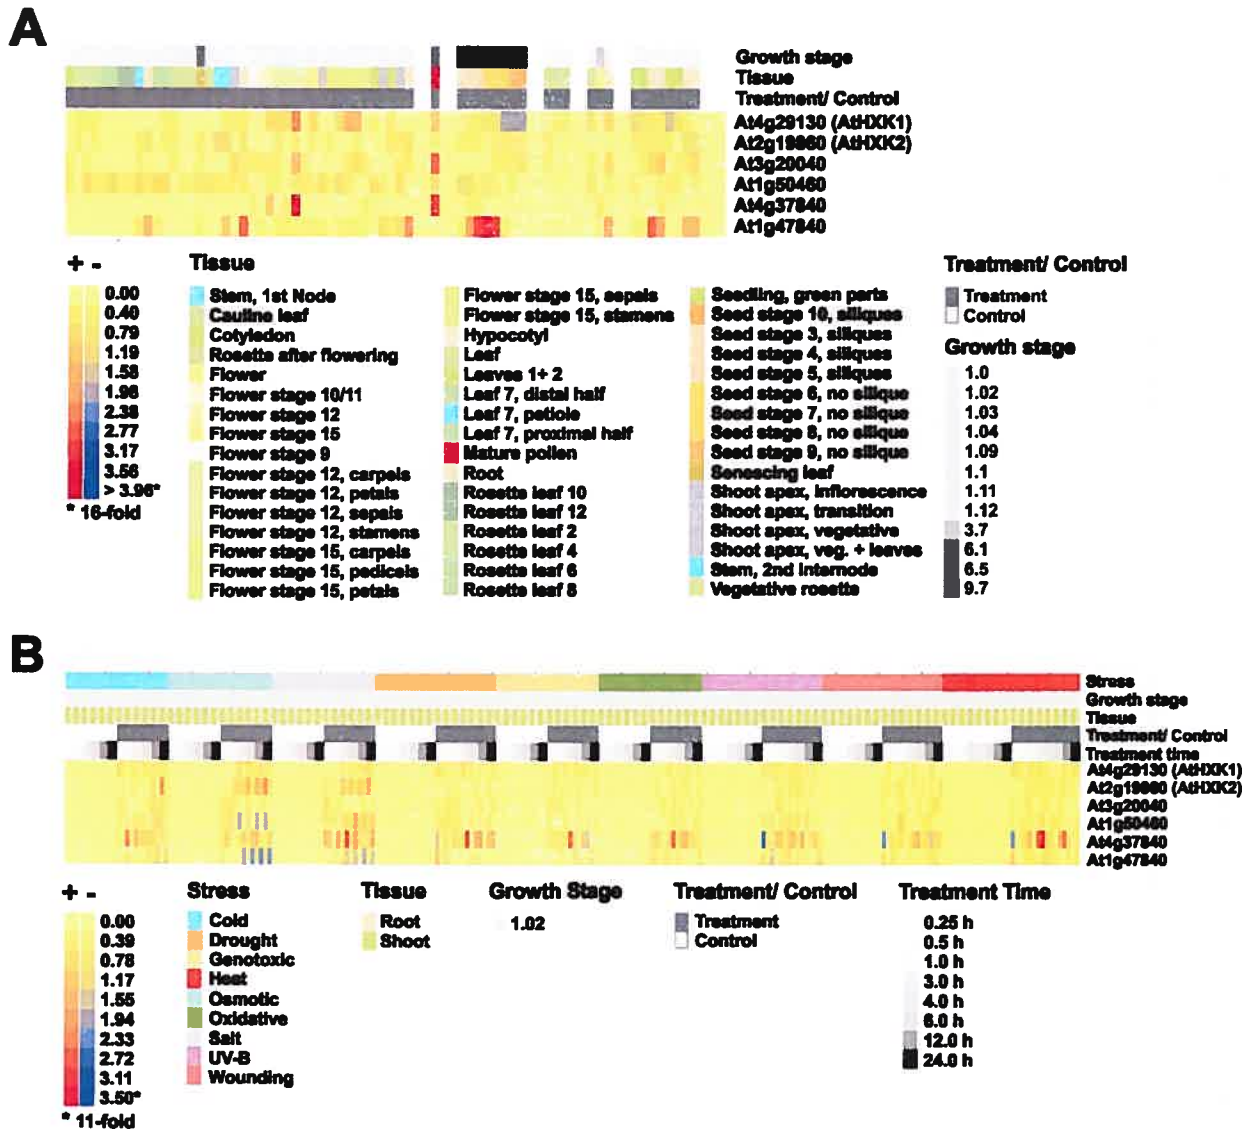 A
Growth stage
Tissue
Treatment/ Control
At4g29130 (AtHXK1)
At2g19860 (AtHXK2)
At3g20040
At1g50460
At4g37840
At1g47840
+ -
0.00
0.40
0.79
1.19
1.58
1.98
2.38
2.77
3.17
3.56
> 3.96*
* 16-fold
Tissue
Stem, 1st Node
Cauline leaf
Cotyledon
Rosette after flowering
Flower
Flower stage 10/11
Flower stage 12
Flower stage 15
Flower stage 9
Flower stage 12, carpels
Flower stage 12, petals
Flower stage 12, sepals
Flower stage 12, stamens
Flower stage 15, carpels
Flower stage 15, pedicels
Flower stage 15, petals
Flower stage 15, sepals
Flower stage 15, stamens
Hypocotyl
Leaf
Leaves 1+ 2
Leaf 7, distal half
Leaf 7, petiole
Leaf 7, proximal half
Mature pollen
Root
Rosette leaf 10
Rosette leaf 12
Rosette leaf 2
Rosette leaf 4
Rosette leaf 6
Rosette leaf 8
Seedling, green parts
Seed stage 10, siliques
Seed stage 3, siliques
Seed stage 4, siliques
Seed stage 5, siliques
Seed stage 6, no silique
Seed stage 7, no silique
Seed stage 8, no silique
Seed stage 9, no silique
Senescing leaf
Shoot apex, inflorescence
Shoot apex, transition
Shoot apex, vegetative
Shoot apex, veg. + leaves
Stem, 2nd internode
Vegetative rosette
Treatment/ Control
Treatment
Control
Growth stage
1.0
1.02
1.03
1.04
1.09
1.1
1.11
1.12
3.7
6.1
6.5
9.7
B
Stress
Growth stage
Tissue
Treatment/ Control
Treatment time
At4g29130 (AtHXK1)
At2g19860 (AtHXK2)
At3g20040
At1g50460
At4g37840
At1g47840
+ -
0.00
0.39
0.78
1.17
1.55
1.94
2.33
2.72
3.11
3.50*
* 11-fold
Stress
Cold
Drought
Genotoxic
Heat
Osmotic
Oxidative
Salt
UV-B
Wounding
Tissue
Root
Shoot
Growth Stage
1.02
Treatment/ Control
Treatment
Control
Treatment Time
0.25 h
0.5 h
1.0 h
3.0 h
4.0 h
6.0 h
12.0 h
24.0 h